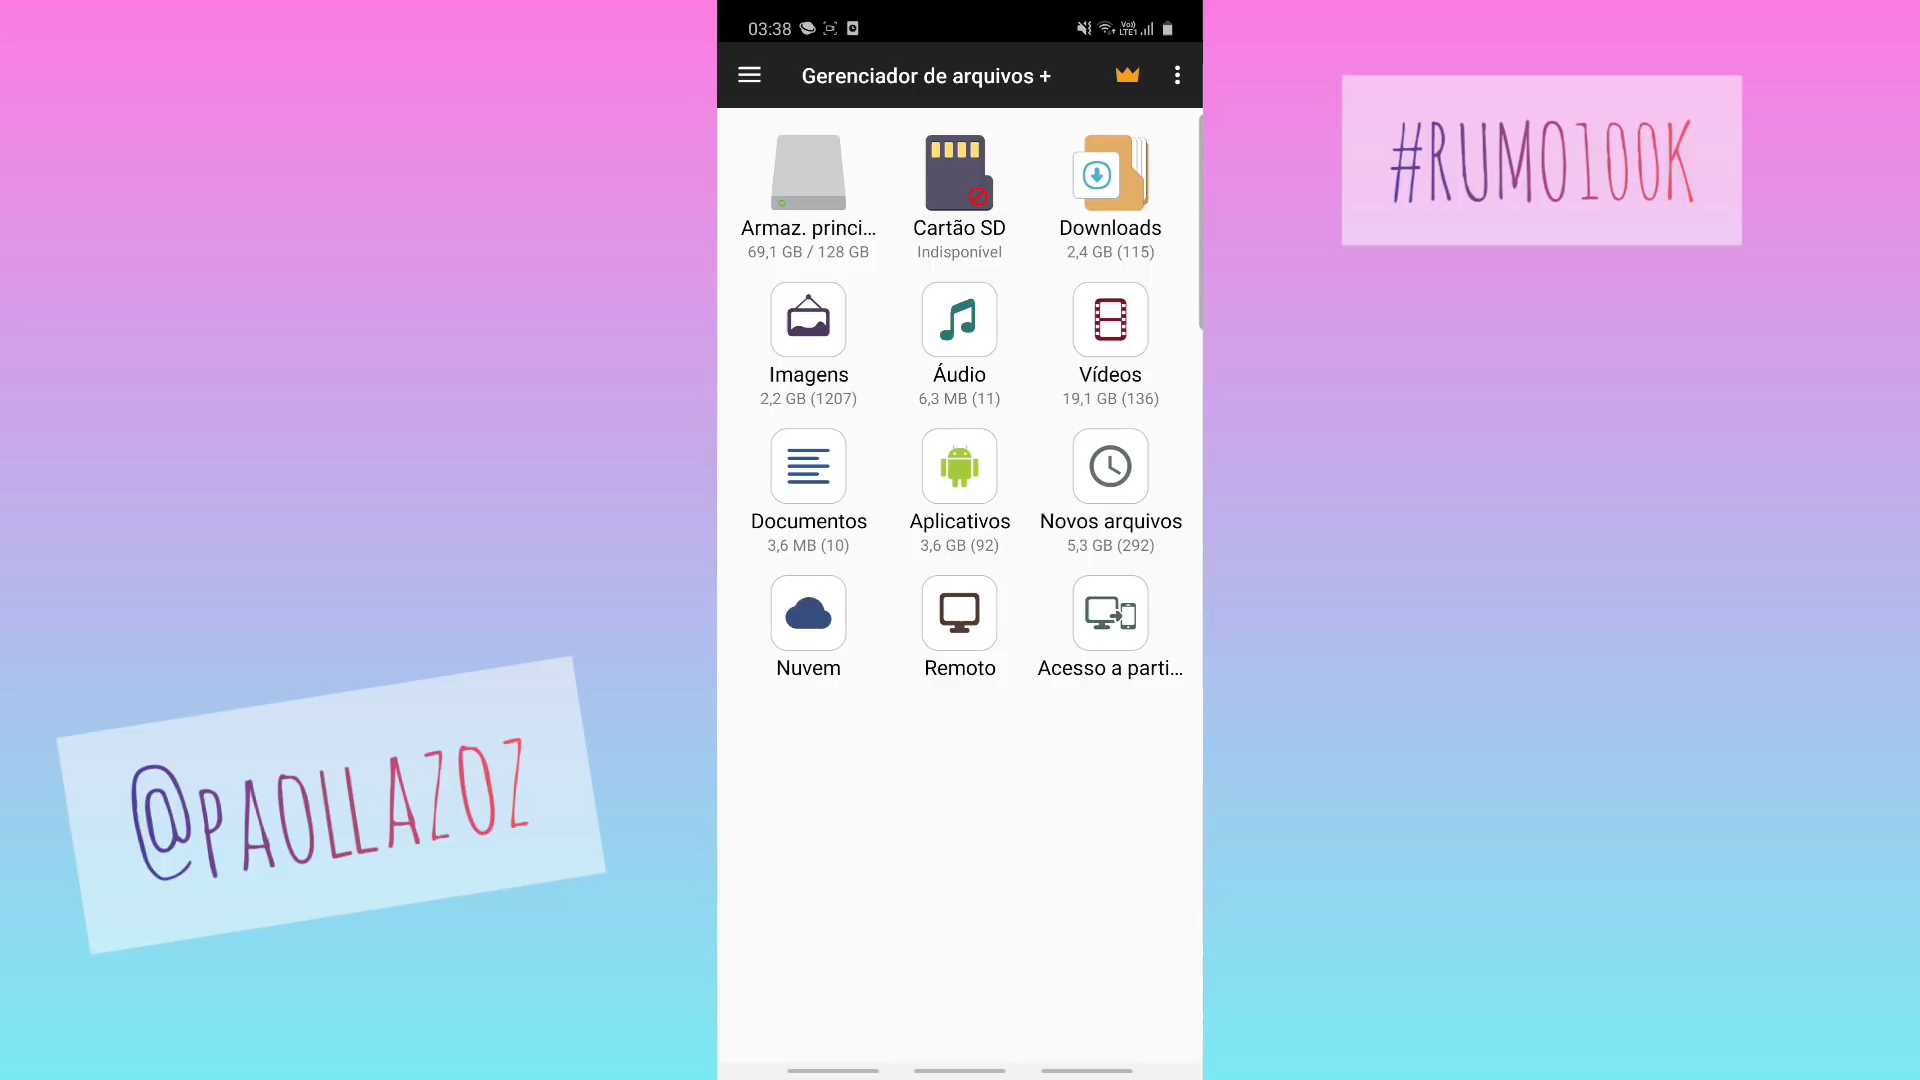 03:38
Vo))
LTE1
Gerenciador de arquivos +
#RUMO100K
Armaz. princi...
69,1 GB / 128 GB
Cartão SD
Indisponível
Downloads
2,4 GB (115)
Imagens
2,2 GB (1207)
Áudio
6,3 MB (11)
Vídeos
19,1 GB (136)
Documentos
3,6 MB (10)
Aplicativos
3,6 GB (92)
Novos arquivos
5,3 GB (292)
Nuvem
Remoto
Acesso a parti...
@PAOLLAZOZ